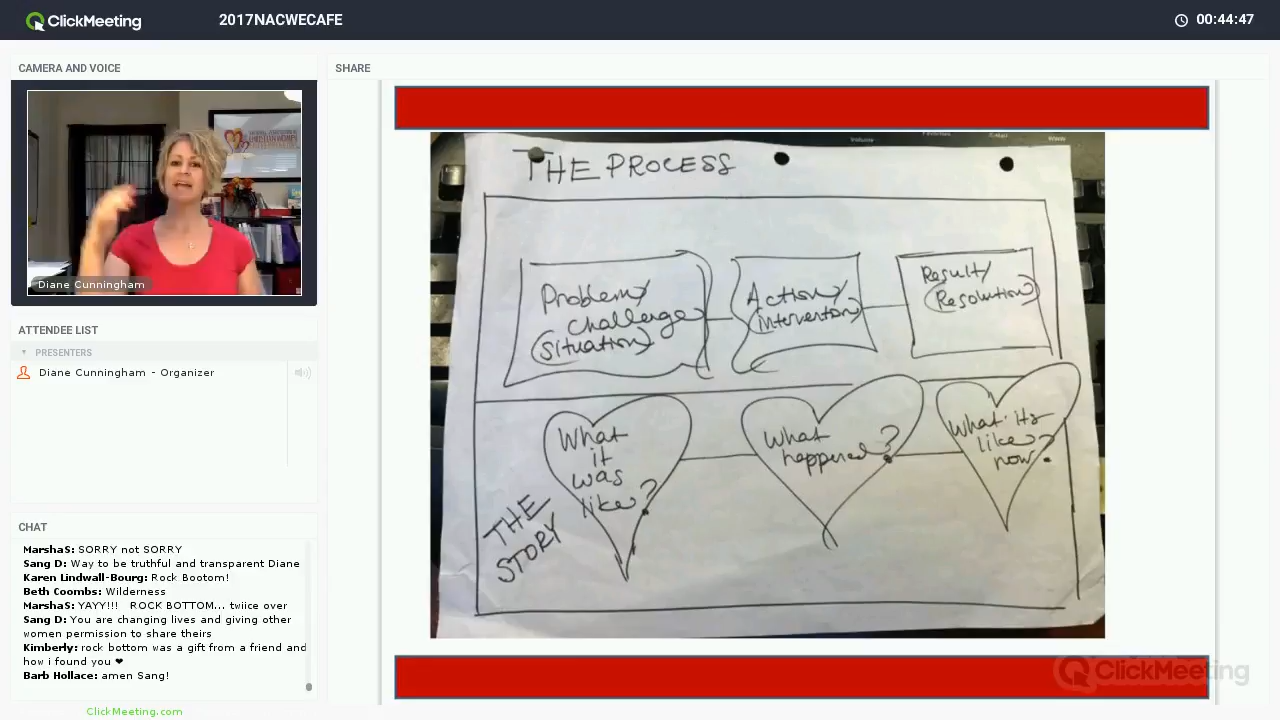 ClickMeeting
2017NACWECAFE
00:44:47
CAMERA AND VOICE
Diane Cunningham
ATTENDEE LIST
PRESENTERS
Diane Cunningham - Organizer
CHAT
MarshaS: SORRY not SORRY
Sang D: Way to be truthful and transparent Diane
Karen Lindwall-Bourg: Rock Bootom!
Beth Coombs: Wilderness
MarshaS: YAYY!!! ROCK BOTTOM... twiice over
Sang D: You are changing lives and giving other
women permission to share theirs
Kimberly: rock bottom was a gift from a friend and
how i found you ❤
Barb Hollace: amen Sang!
ClickMeeting.com
SHARE
THE PROCESS
Problem/
challenge
Situation
Action/
intervention
Result/
Resolution
THE
STORY
What
it
was
like?
What
happened?
What its
like
now?
ClickMeeting